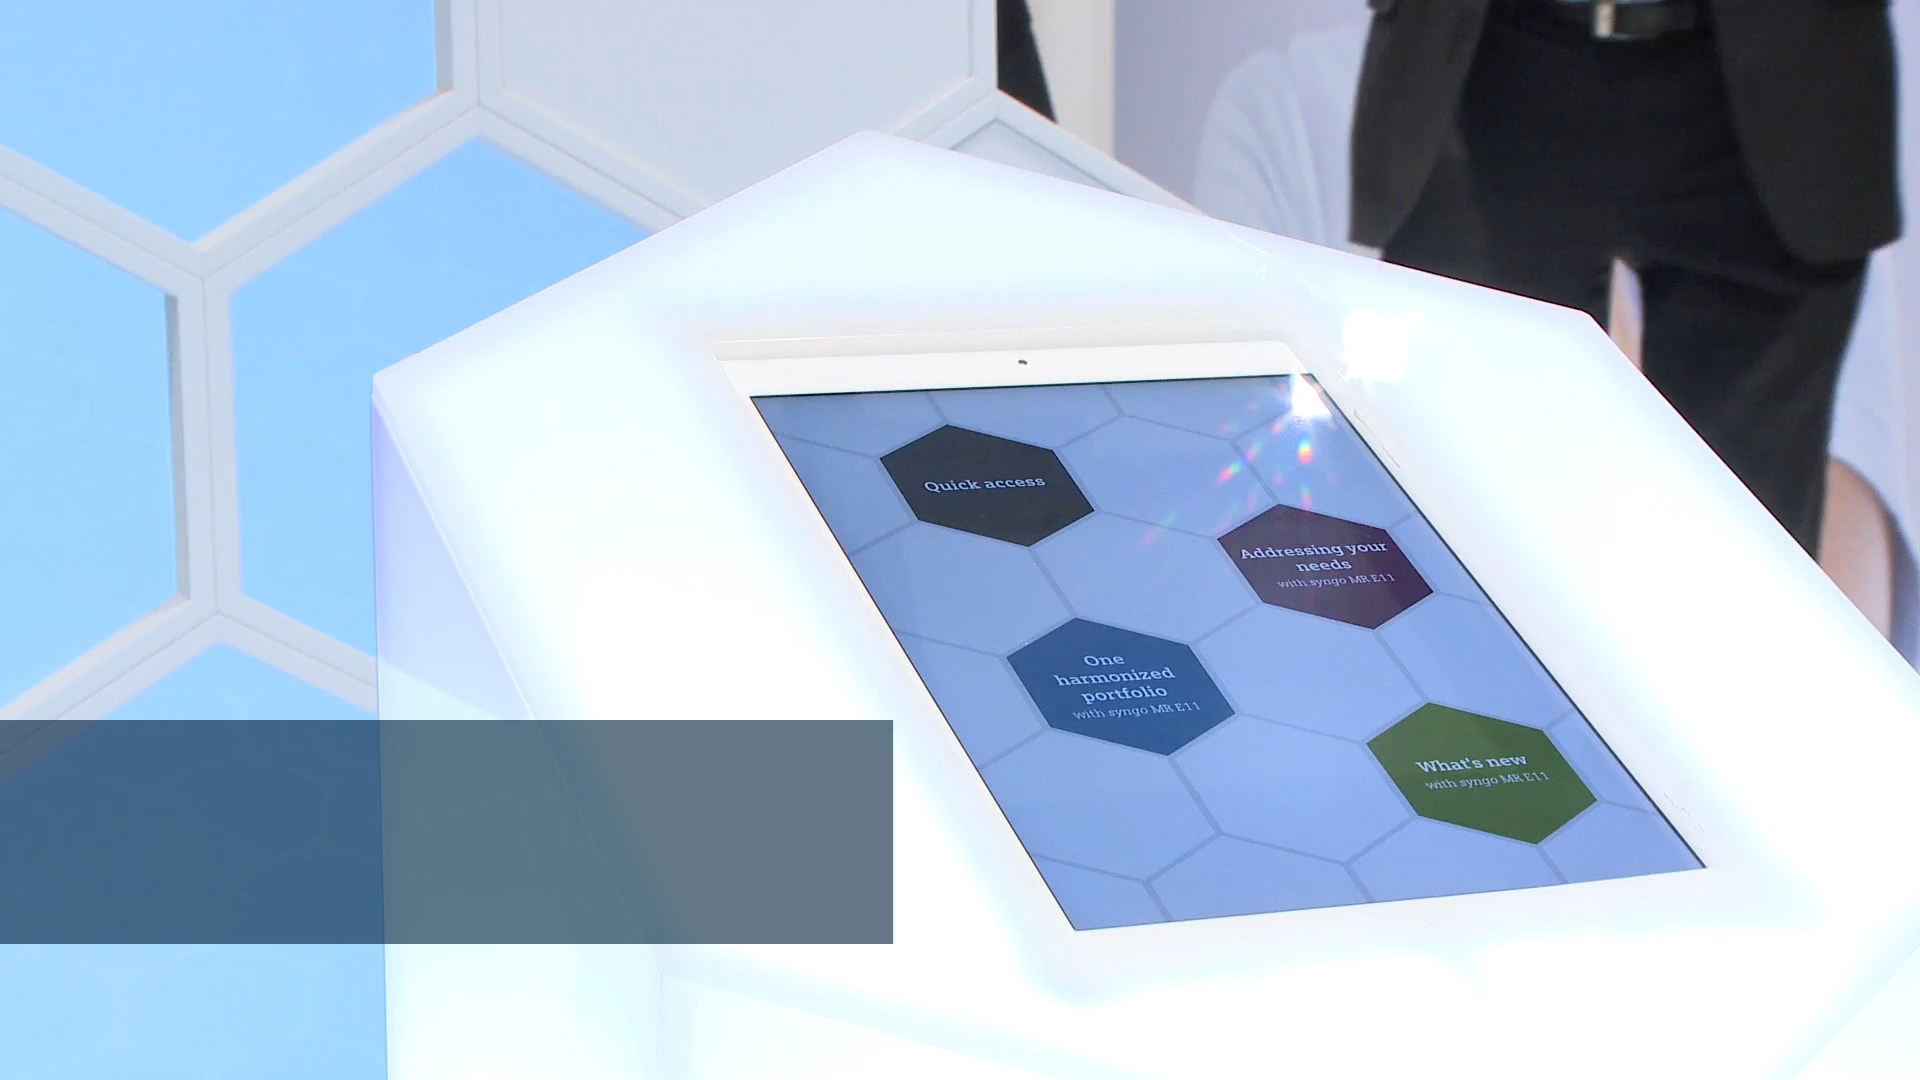 Quick access
Addressing your
needs
with syngo MR E11
One
harmonized
portfolio
with syngo MR E11
What's new
with syngo MR E11